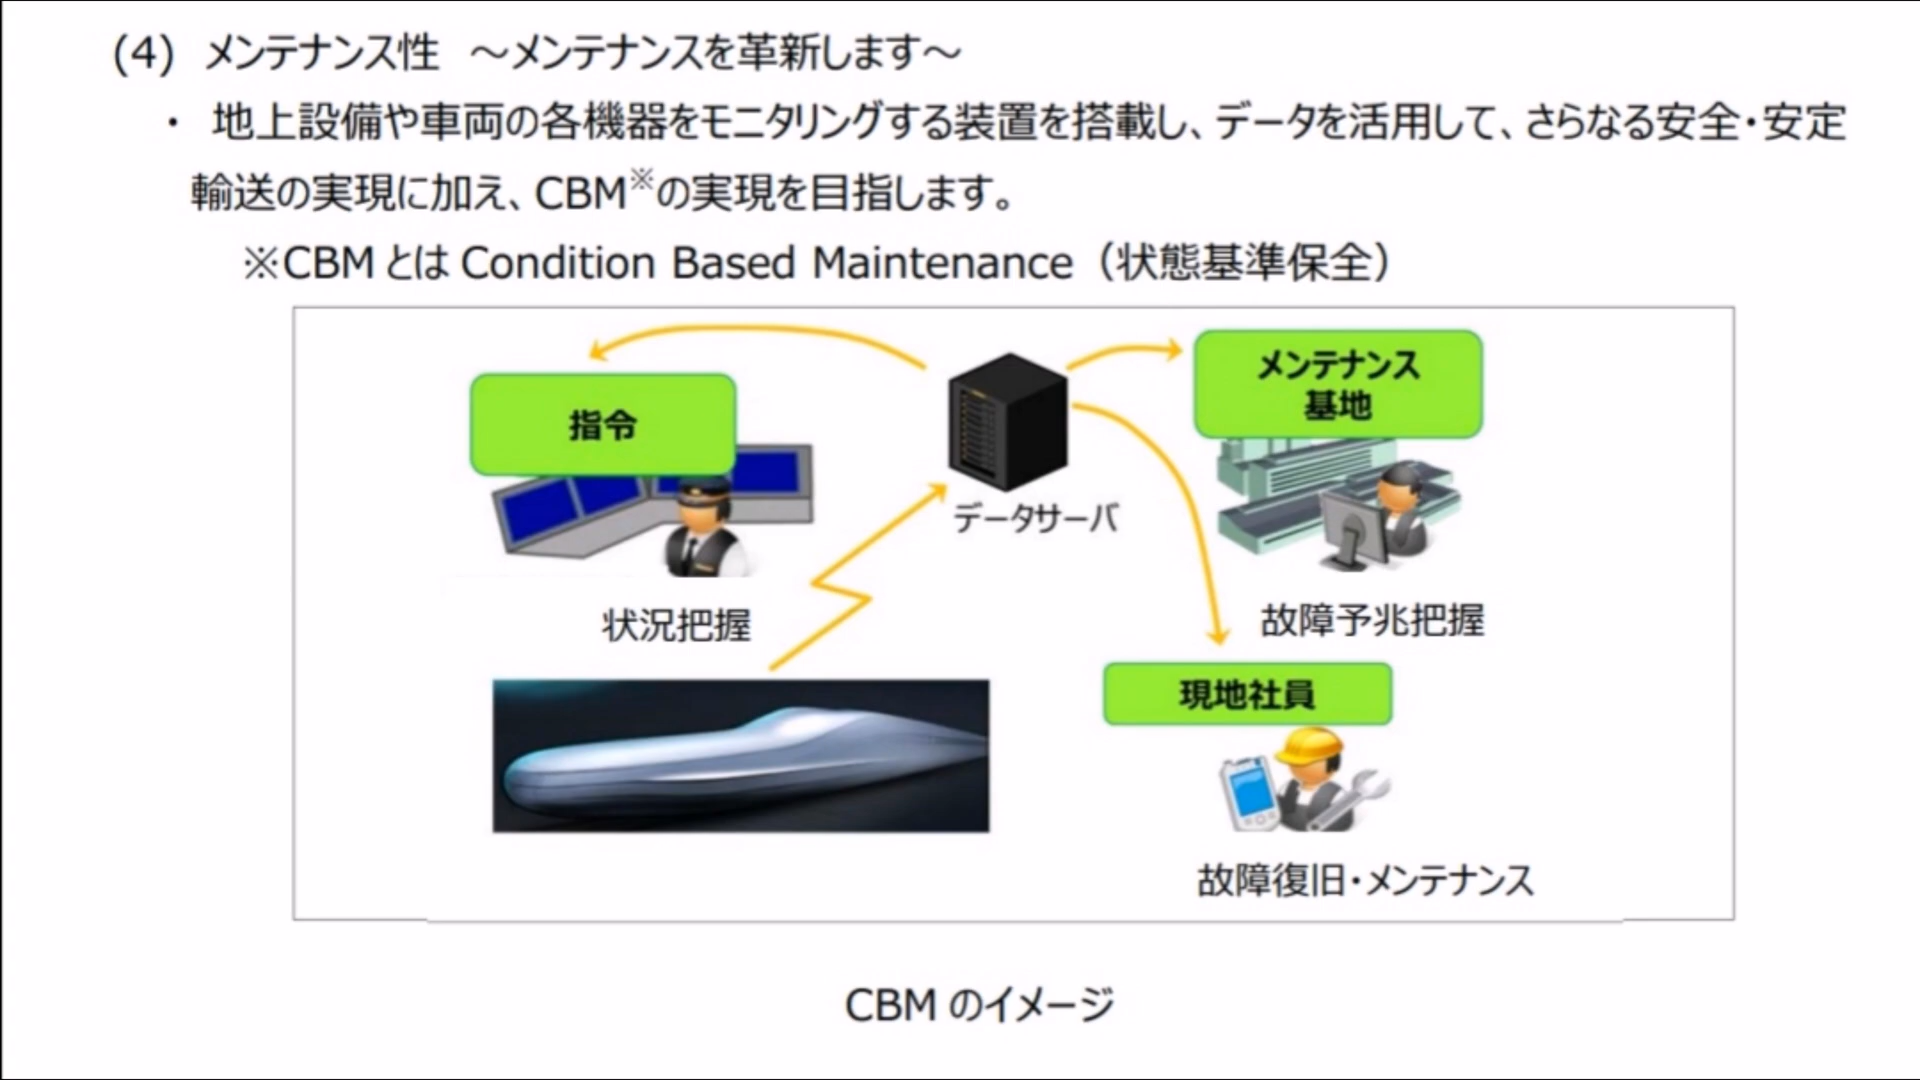 (4) メンテナンス性 ～メンテナンスを革新します～
・ 地上設備や車両の各機器をモニタリングする装置を搭載し、データを活用して、さらなる安全・安定
輸送の実現に加え、CBM※の実現を目指します。
※CBM とは Condition Based Maintenance（状態基準保全）
指令
状況把握
データサーバ
メンテナンス
基地
故障予兆把握
現地社員
故障復旧・メンテナンス
CBM のイメージ